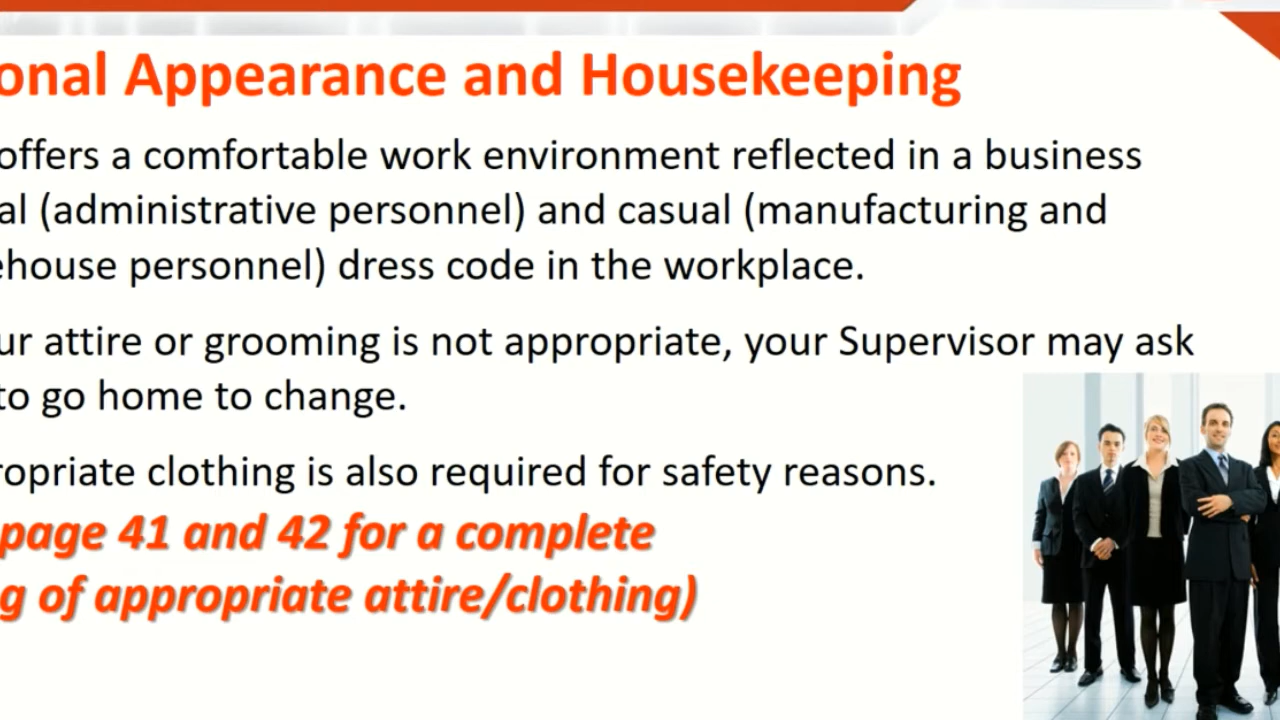 onal Appearance and Housekeeping
offers a comfortable work environment reflected in a business
al (administrative personnel) and casual (manufacturing and
ehouse personnel) dress code in the workplace.
ur attire or grooming is not appropriate, your Supervisor may ask
to go home to change.
ropriate clothing is also required for safety reasons.
page 41 and 42 for a complete
g of appropriate attire/clothing)